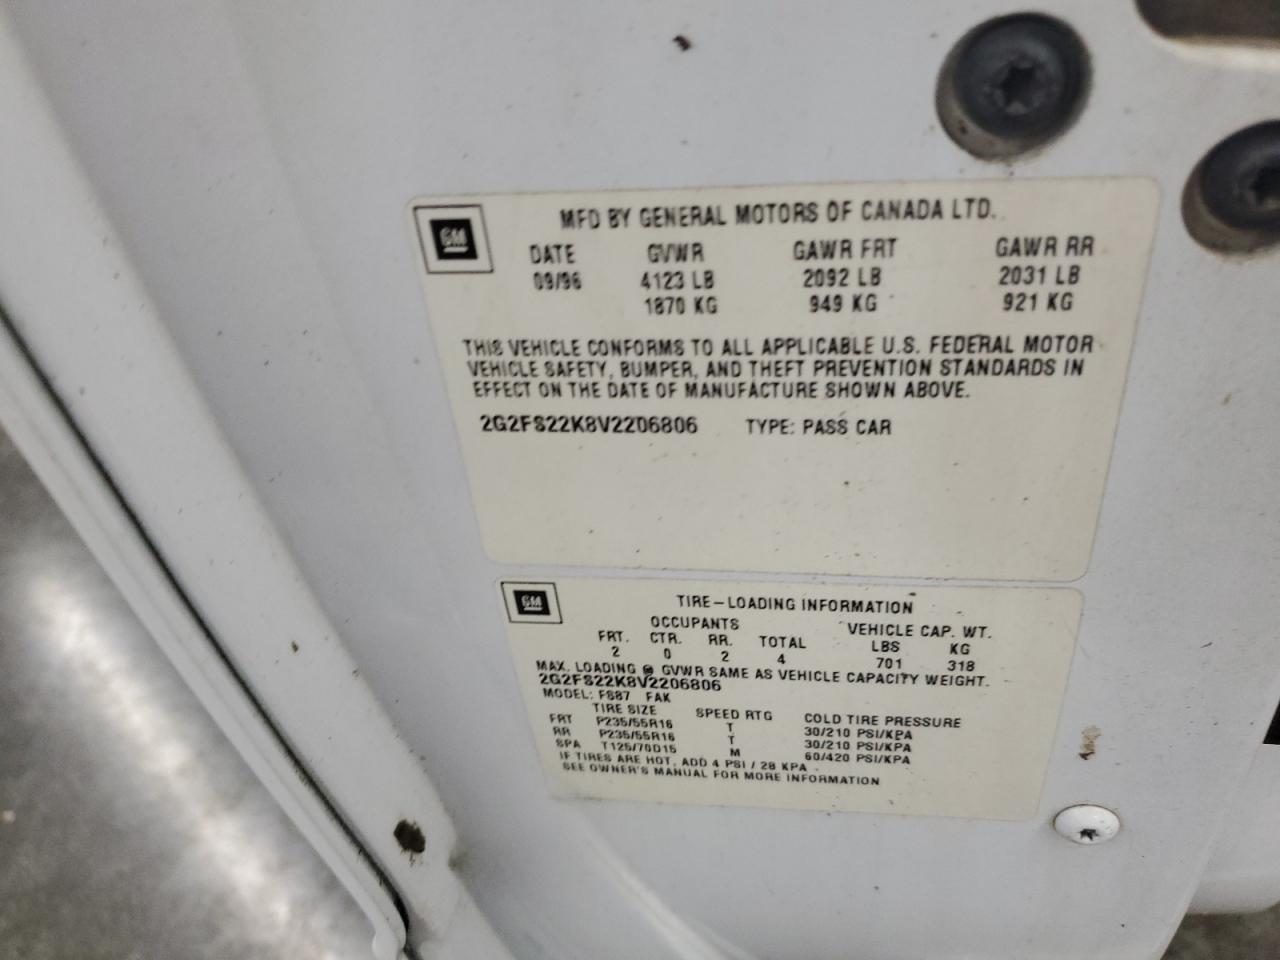 GM
MFD BY GENERAL MOTORS OF CANADA LTD.
DATE GVWR GAWR FRT GAWR RR
09/96 4123 LB 2092 LB 2031 LB
1870 KG 949 KG 921 KG
THIS VEHICLE CONFORMS TO ALL APPLICABLE U.S. FEDERAL MOTOR
VEHICLE SAFETY, BUMPER, AND THEFT PREVENTION STANDARDS IN
EFFECT ON THE DATE OF MANUFACTURE SHOWN ABOVE.
2G2FS22K8V2206806 TYPE: PASS CAR
GM
TIRE-LOADING INFORMATION
OCCUPANTS VEHICLE CAP. WT.
FRT. CTR. RR. TOTAL LBS KG
2 0 2 4 701 318
MAX. LOADING @ GVWR SAME AS VEHICLE CAPACITY WEIGHT.
2G2FS22K8V2206806
MODEL: FS87 FAK
TIRE SIZE SPEED RTG COLD TIRE PRESSURE
FRT P235/55R16 T 30/210 PSI/KPA
RR P235/55R16 T 30/210 PSI/KPA
SPA T125/70D15 M 60/420 PSI/KPA
IF TIRES ARE HOT, ADD 4 PSI / 28 KPA
SEE OWNER'S MANUAL FOR MORE INFORMATION